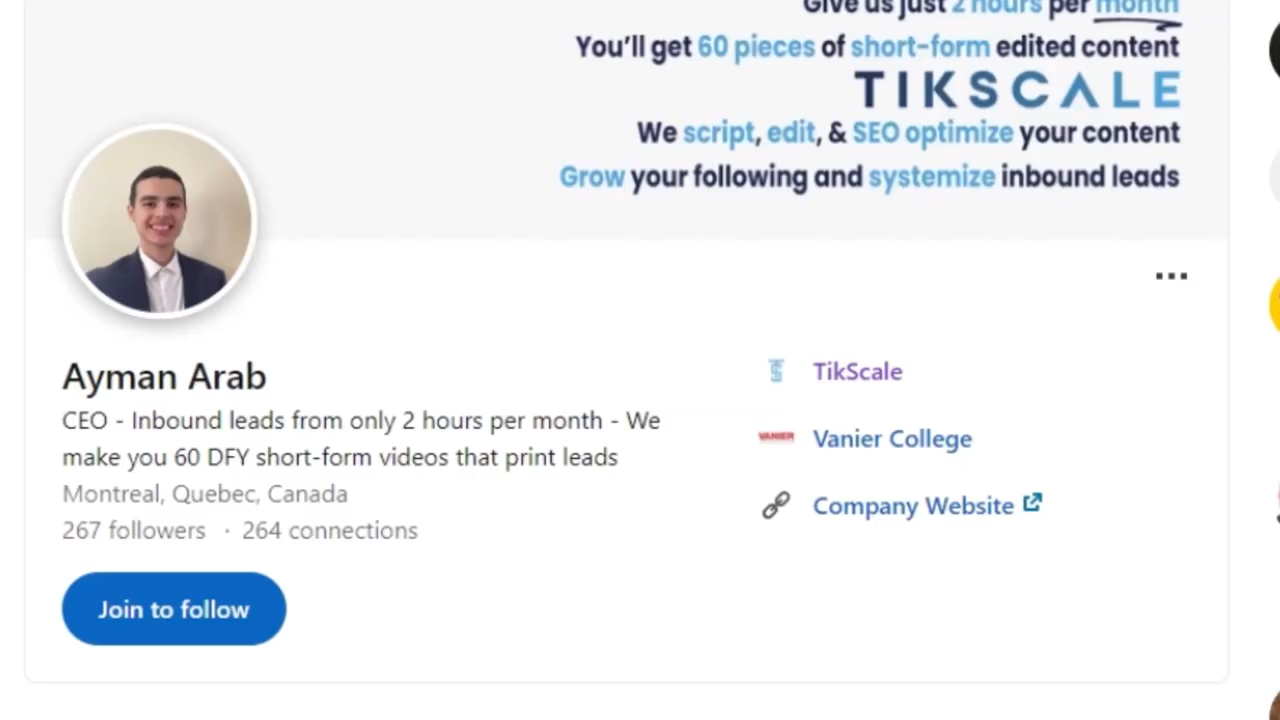 Give us just 2 hours per month
You'll get 60 pieces of short-form edited content
TIKSCALE
We script, edit, & SEO optimize your content
Grow your following and systemize inbound leads
Ayman Arab
CEO - Inbound leads from only 2 hours per month - We
make you 60 DFY short-form videos that print leads
Montreal, Quebec, Canada
267 followers · 264 connections
Join to follow
TikScale
VANIER
Vanier College
Company Website